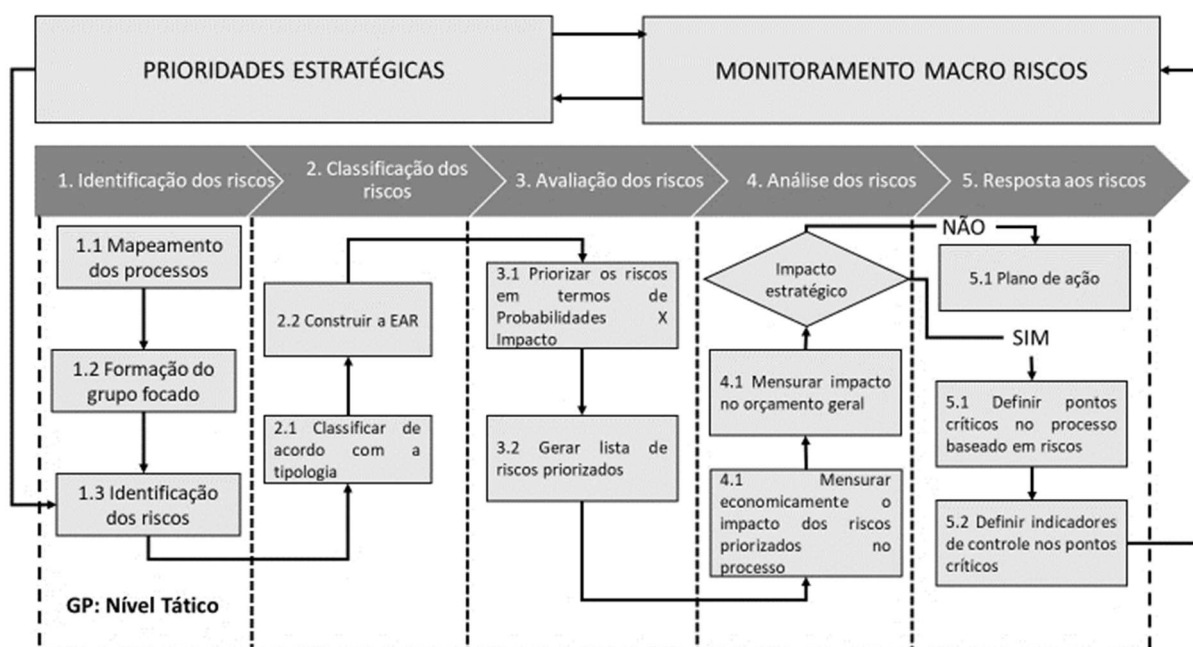 PRIORIDADES ESTRATÉGICAS
MONITORAMENTO MACRO RISCOS
1. Identificação dos riscos
2. Classificação dos
riscos
3. Avaliação dos riscos
4. Análise dos riscos
5. Resposta aos riscos
1.1 Mapeamento
dos processos
1.2 Formação do
grupo focado
1.3 Identificação
dos riscos
GP: Nível Tático
2.2 Construir a EAR
2.1 Classificar de
acordo com a
tipologia
3.1 Priorizar os riscos
em termos de
Probabilidades X
Impacto
3.2 Gerar lista de
riscos priorizados
Impacto
estratégico
4.1 Mensurar impacto
no orçamento geral
4.1 Mensurar
economicamente o
impacto dos riscos
priorizados no
processo
NÃO
5.1 Plano de ação
SIM
5.1 Definir pontos
críticos no processo
baseado em riscos
5.2 Definir indicadores
de controle nos pontos
críticos